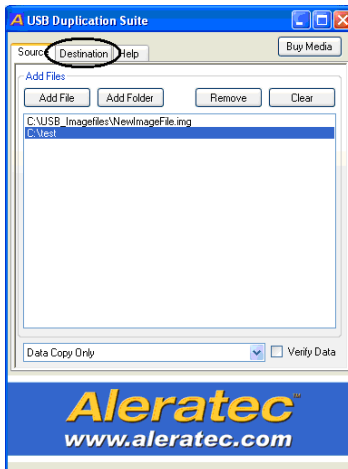 A USB Duplication Suite
Buy Media
Source Destination Help
Add Files
Add File Add Folder Remove Clear
C:\USB_Imagefiles\NewImageFile.img
C:\test
Data Copy Only Verify Data
Aleratec™
www.aleratec.com